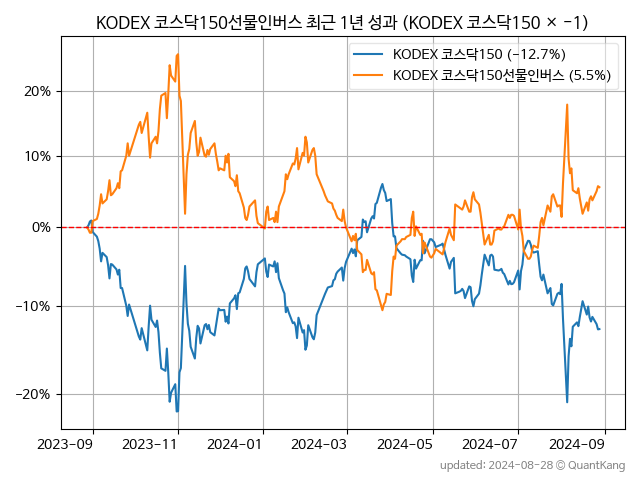 KODEX 코스닥150선물인버스 최근 1년 성과 (KODEX 코스닥150 × −1)
KODEX 코스닥150 (−12.7%)
KODEX 코스닥150선물인버스 (5.5%)
20%
10%
0%
−10%
−20%
2023-09 2023-11 2024-01 2024-03 2024-05 2024-07 2024-09
updated: 2024-08-28 © QuantKang